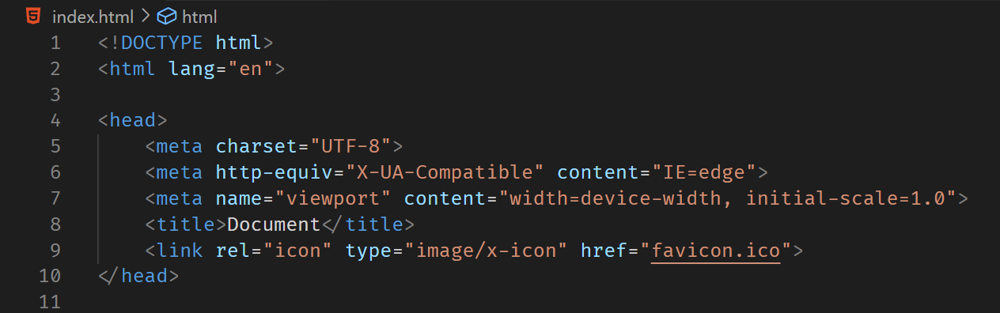 index.html > html
1 <!DOCTYPE html>
2 <html lang="en">
3
4 <head>
5     <meta charset="UTF-8">
6     <meta http-equiv="X-UA-Compatible" content="IE=edge">
7     <meta name="viewport" content="width=device-width, initial-scale=1.0">
8     <title>Document</title>
9     <link rel="icon" type="image/x-icon" href="favicon.ico">
10 </head>
11